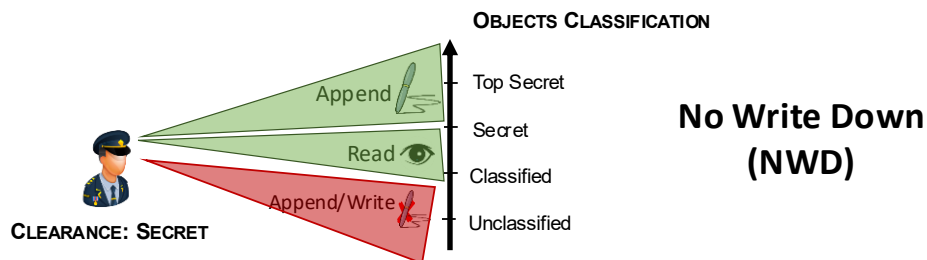 OBJECTS CLASSIFICATION
Append
Top Secret
Secret
No Write Down
(NWD)
Read
Classified
Append/Write
Unclassified
CLEARANCE: SECRET